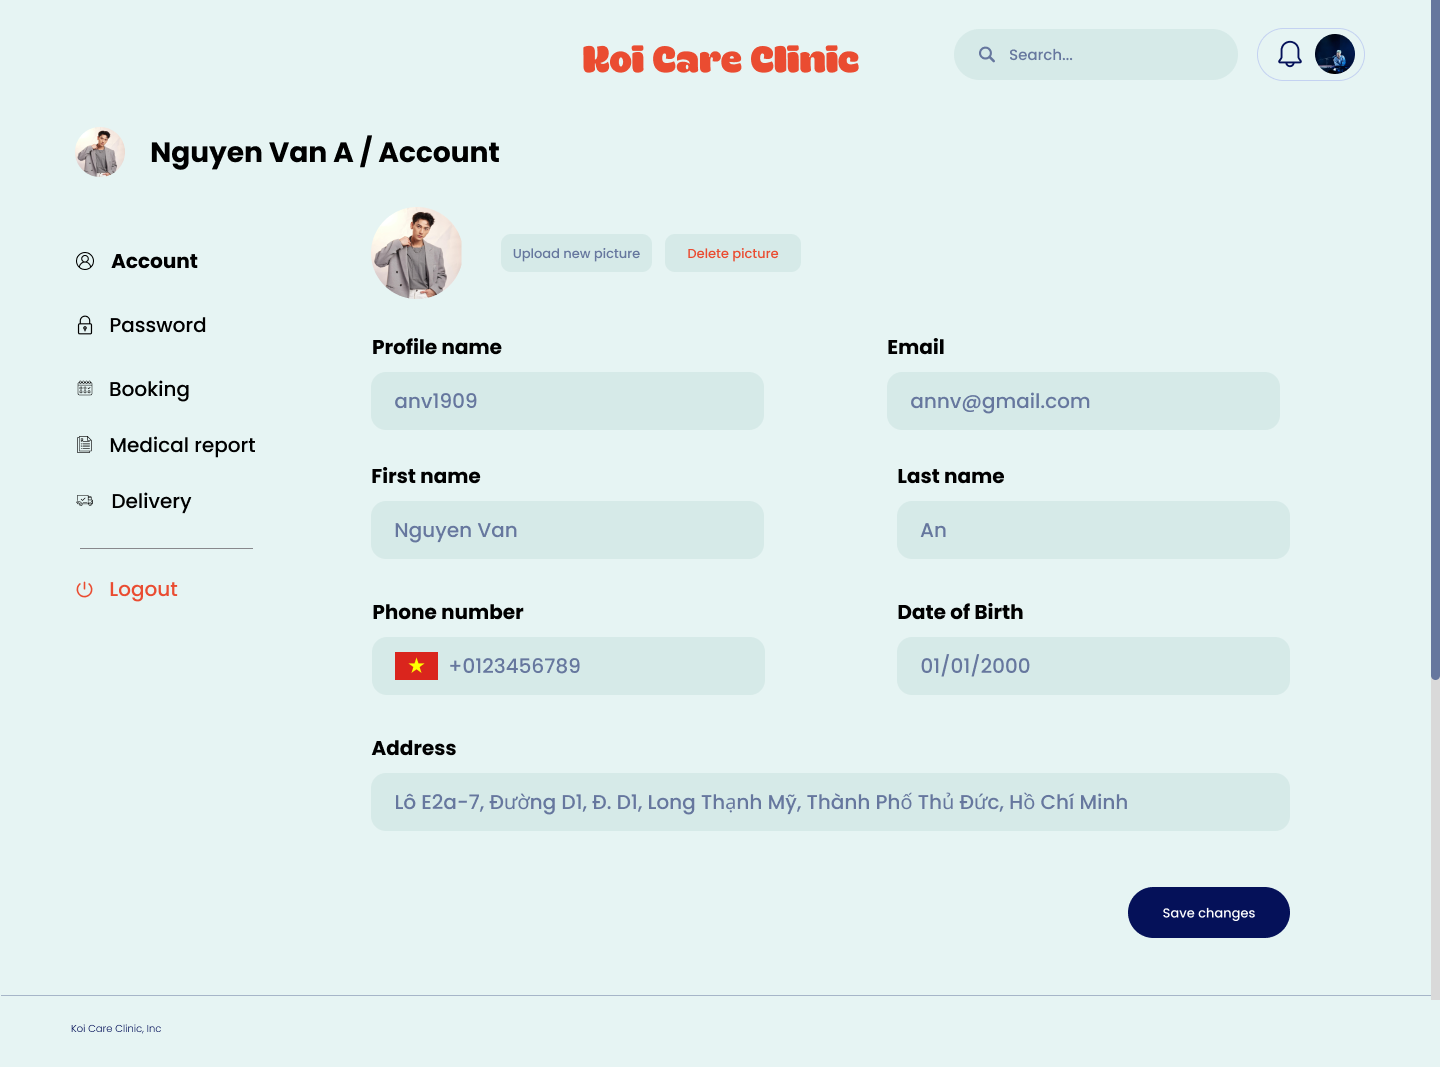 Koi Care Clinic
Search...
Nguyen Van A / Account
Account
Password
Booking
Medical report
Delivery
Logout
Upload new picture
Delete picture
Profile name
Email
anv1909
annv@gmail.com
First name
Last name
Nguyen Van
An
Phone number
Date of Birth
+0123456789
01/01/2000
Address
Lô E2a-7, Đường D1, Đ. D1, Long Thạnh Mỹ, Thành Phố Thủ Đức, Hồ Chí Minh
Save changes
Koi Care Clinic, Inc